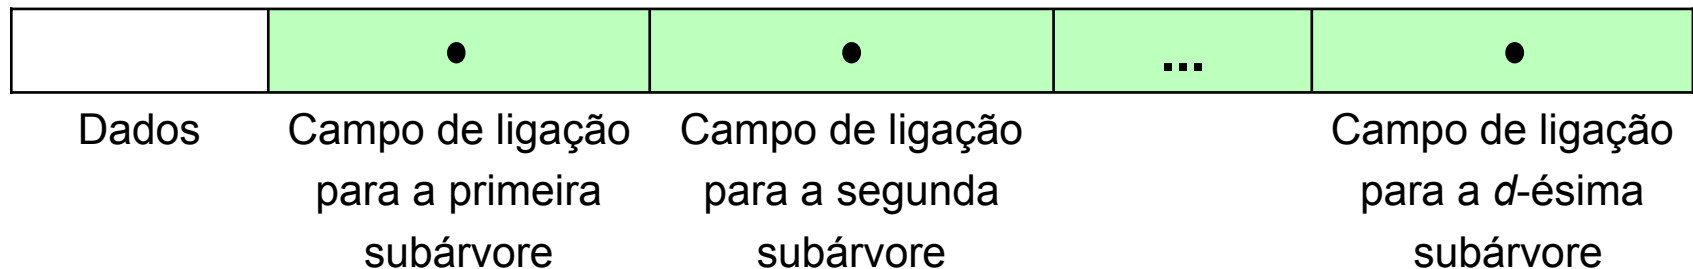 ...
Dados Campo de ligação Campo de ligação Campo de ligação
para a primeira para a segunda para a d-ésima
subárvore subárvore subárvore